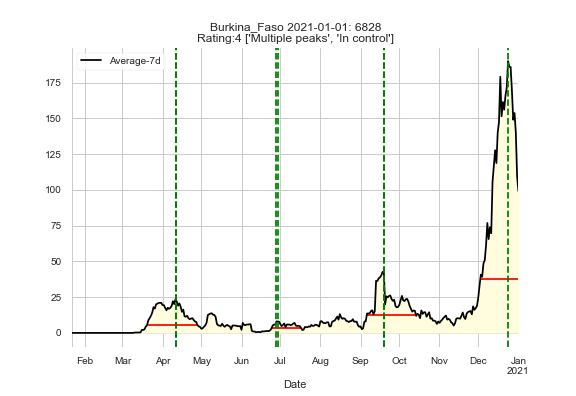 Burkina_Faso 2021-01-01: 6828
Rating:4 ['Multiple peaks', 'In control']
Average-7d
175
150
125
100
75
50
25
0
Feb Mar Apr May Jun Jul Aug Sep Oct Nov Dec Jan
2021
Date